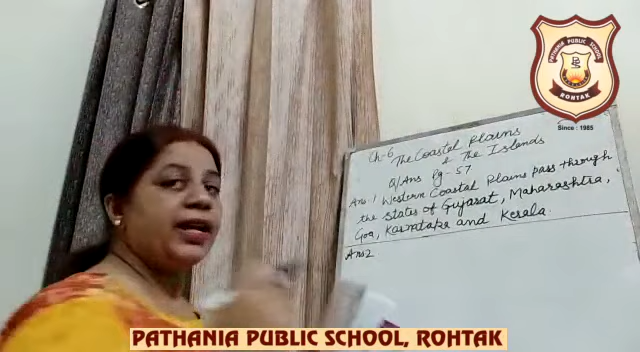 PATHANIA PUBLIC SCHOOL
PPS
ROHTAK
Since : 1985
Ch-6
The Coastal Plains
& The Islands
Q/Ans Pg-57
Ans.1 Western Coastal Plains pass through
the states of Gujarat, Maharashtra,
Goa, Karnataka and Kerala.
Ans2
PATHANIA PUBLIC SCHOOL, ROHTAK